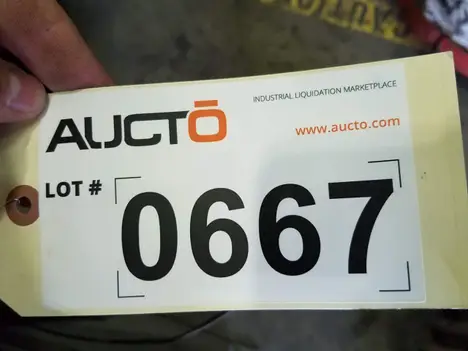 AUCTŌ
INDUSTRIAL LIQUIDATION MARKETPLACE
www.aucto.com
LOT #
0667